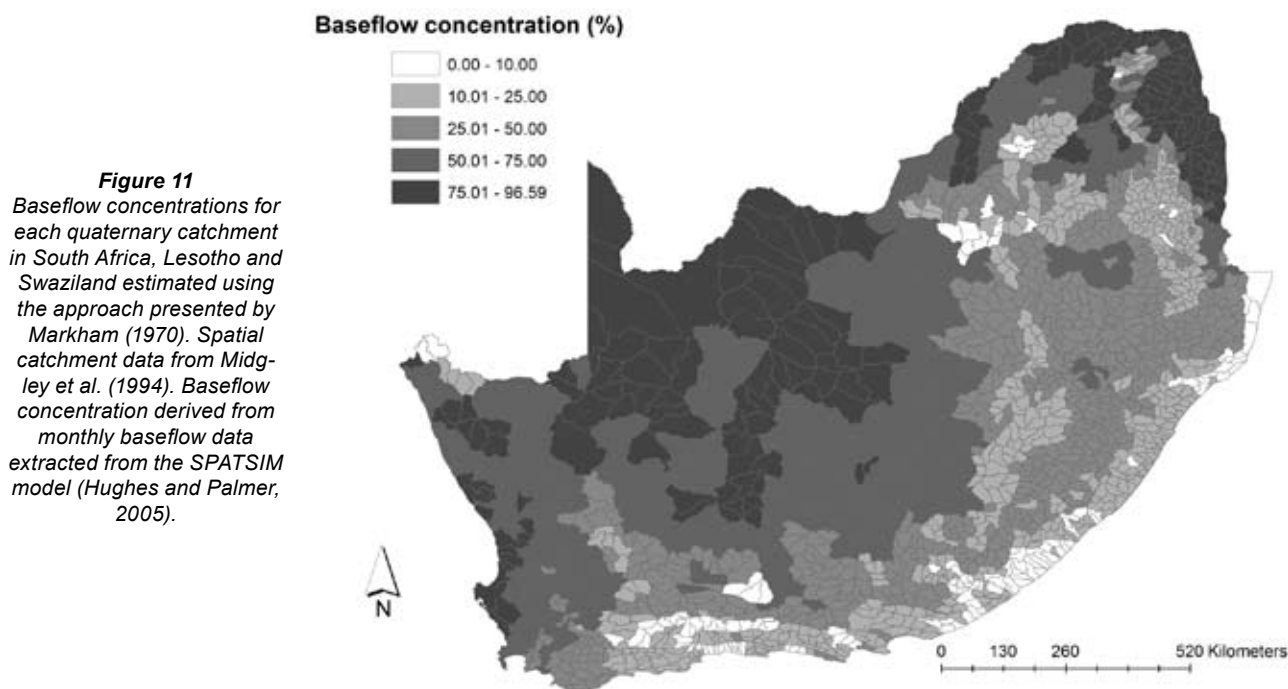 Baseflow concentration (%)
0.00 - 10.00
10.01 - 25.00
25.01 - 50.00
50.01 - 75.00
75.01 - 96.59
Figure 11
Baseflow concentrations for
each quaternary catchment
in South Africa, Lesotho and
Swaziland estimated using
the approach presented by
Markham (1970). Spatial
catchment data from Midg-
ley et al. (1994). Baseflow
concentration derived from
monthly baseflow data
extracted from the SPATSIM
model (Hughes and Palmer,
2005).
N
0 130 260 520 Kilometers